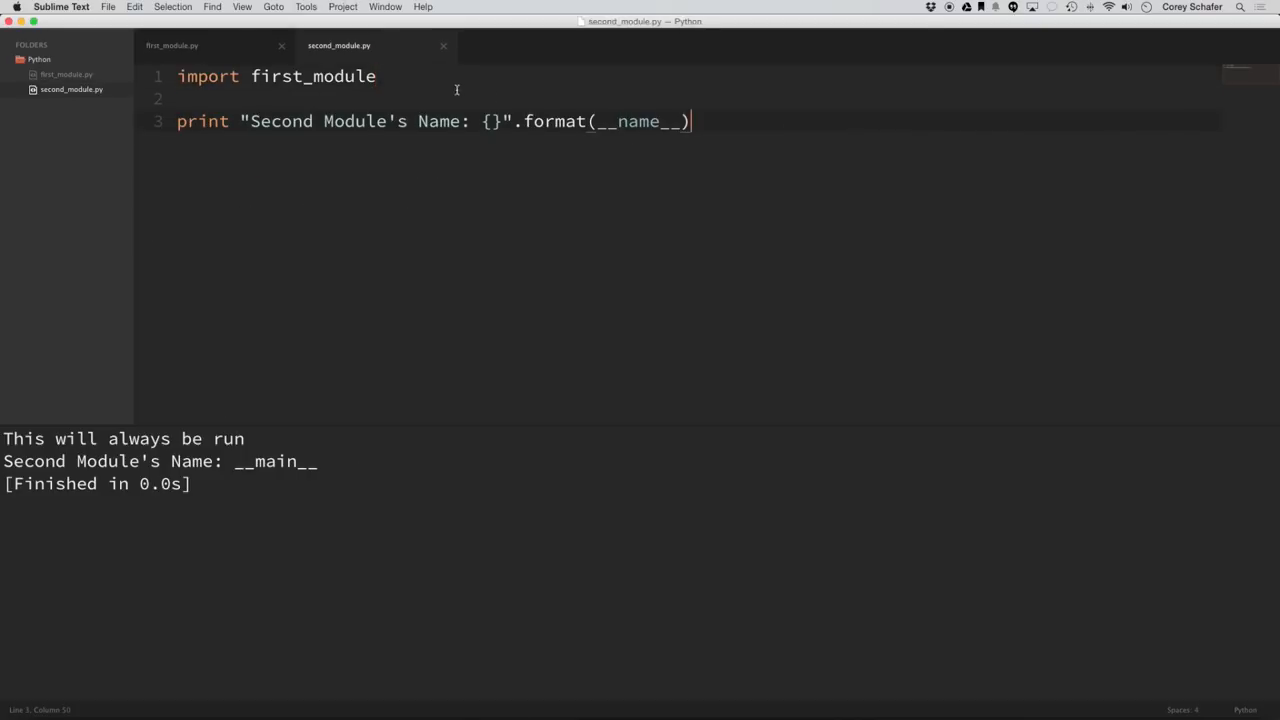 Sublime Text File Edit Selection Find View Goto Tools Project Window Help Corey Schafer
second_module.py — Python
FOLDERS
Python
first_module.py
second_module.py
first_module.py second_module.py
1 import first_module
2
3 print "Second Module's Name: {}".format(__name__)
This will always be run
Second Module's Name: __main__
[Finished in 0.0s]
Line 3, Column 50 Spaces: 4 Python